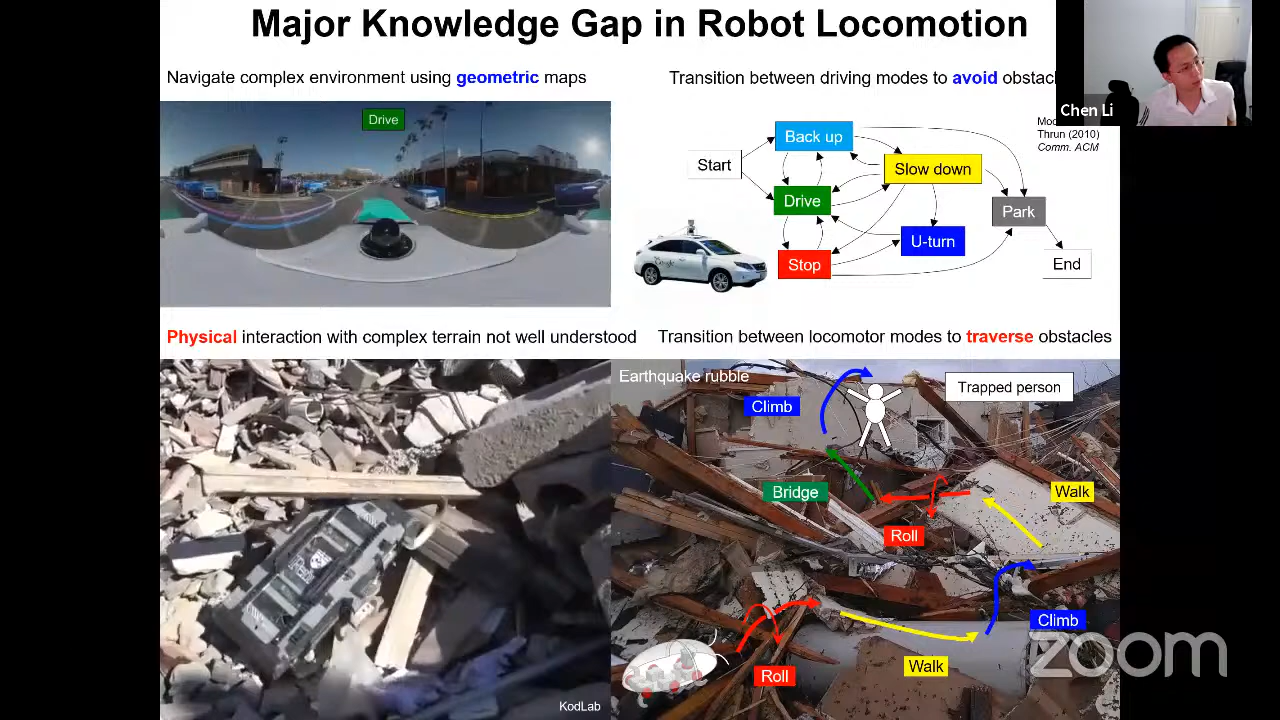 Major Knowledge Gap in Robot Locomotion
Navigate complex environment using geometric maps
Transition between driving modes to avoid
Chen Li
Drive
Start
Back up
Slow down
Drive
Stop
U-turn
Park
End
Thrun (2010)
Comm. ACM
Google
Physical interaction with complex terrain not well understood
Transition between locomotor modes to traverse obstacles
KodLab
Earthquake rubble
Trapped person
Climb
Bridge
Walk
Roll
Climb
Walk
Roll
zoom